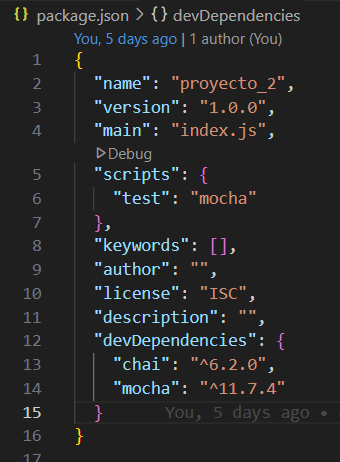 {} package.json > {} devDependencies
You, 5 days ago | 1 author (You)
1 {
2 "name": "proyecto_2",
3 "version": "1.0.0",
4 "main": "index.js",
Debug
5 "scripts": {
6 "test": "mocha"
7 },
8 "keywords": [],
9 "author": "",
10 "license": "ISC",
11 "description": "",
12 "devDependencies": {
13 "chai": "^6.2.0",
14 "mocha": "^11.7.4"
15 } You, 5 days ago •
16 }
17